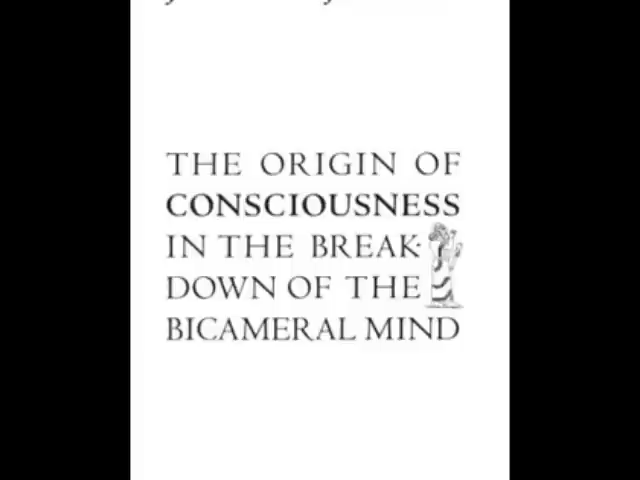 THE ORIGIN OF
CONSCIOUSNESS
IN THE BREAK-
DOWN OF THE
BICAMERAL MIND